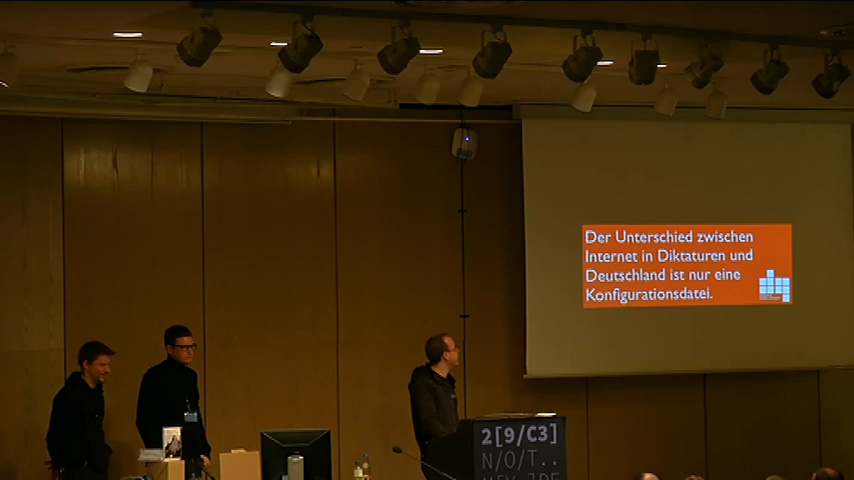 Der Unterschied zwischen
Internet in Diktaturen und
Deutschland ist nur eine
Konfigurationsdatei.
2[9/C3]
N/O/T..